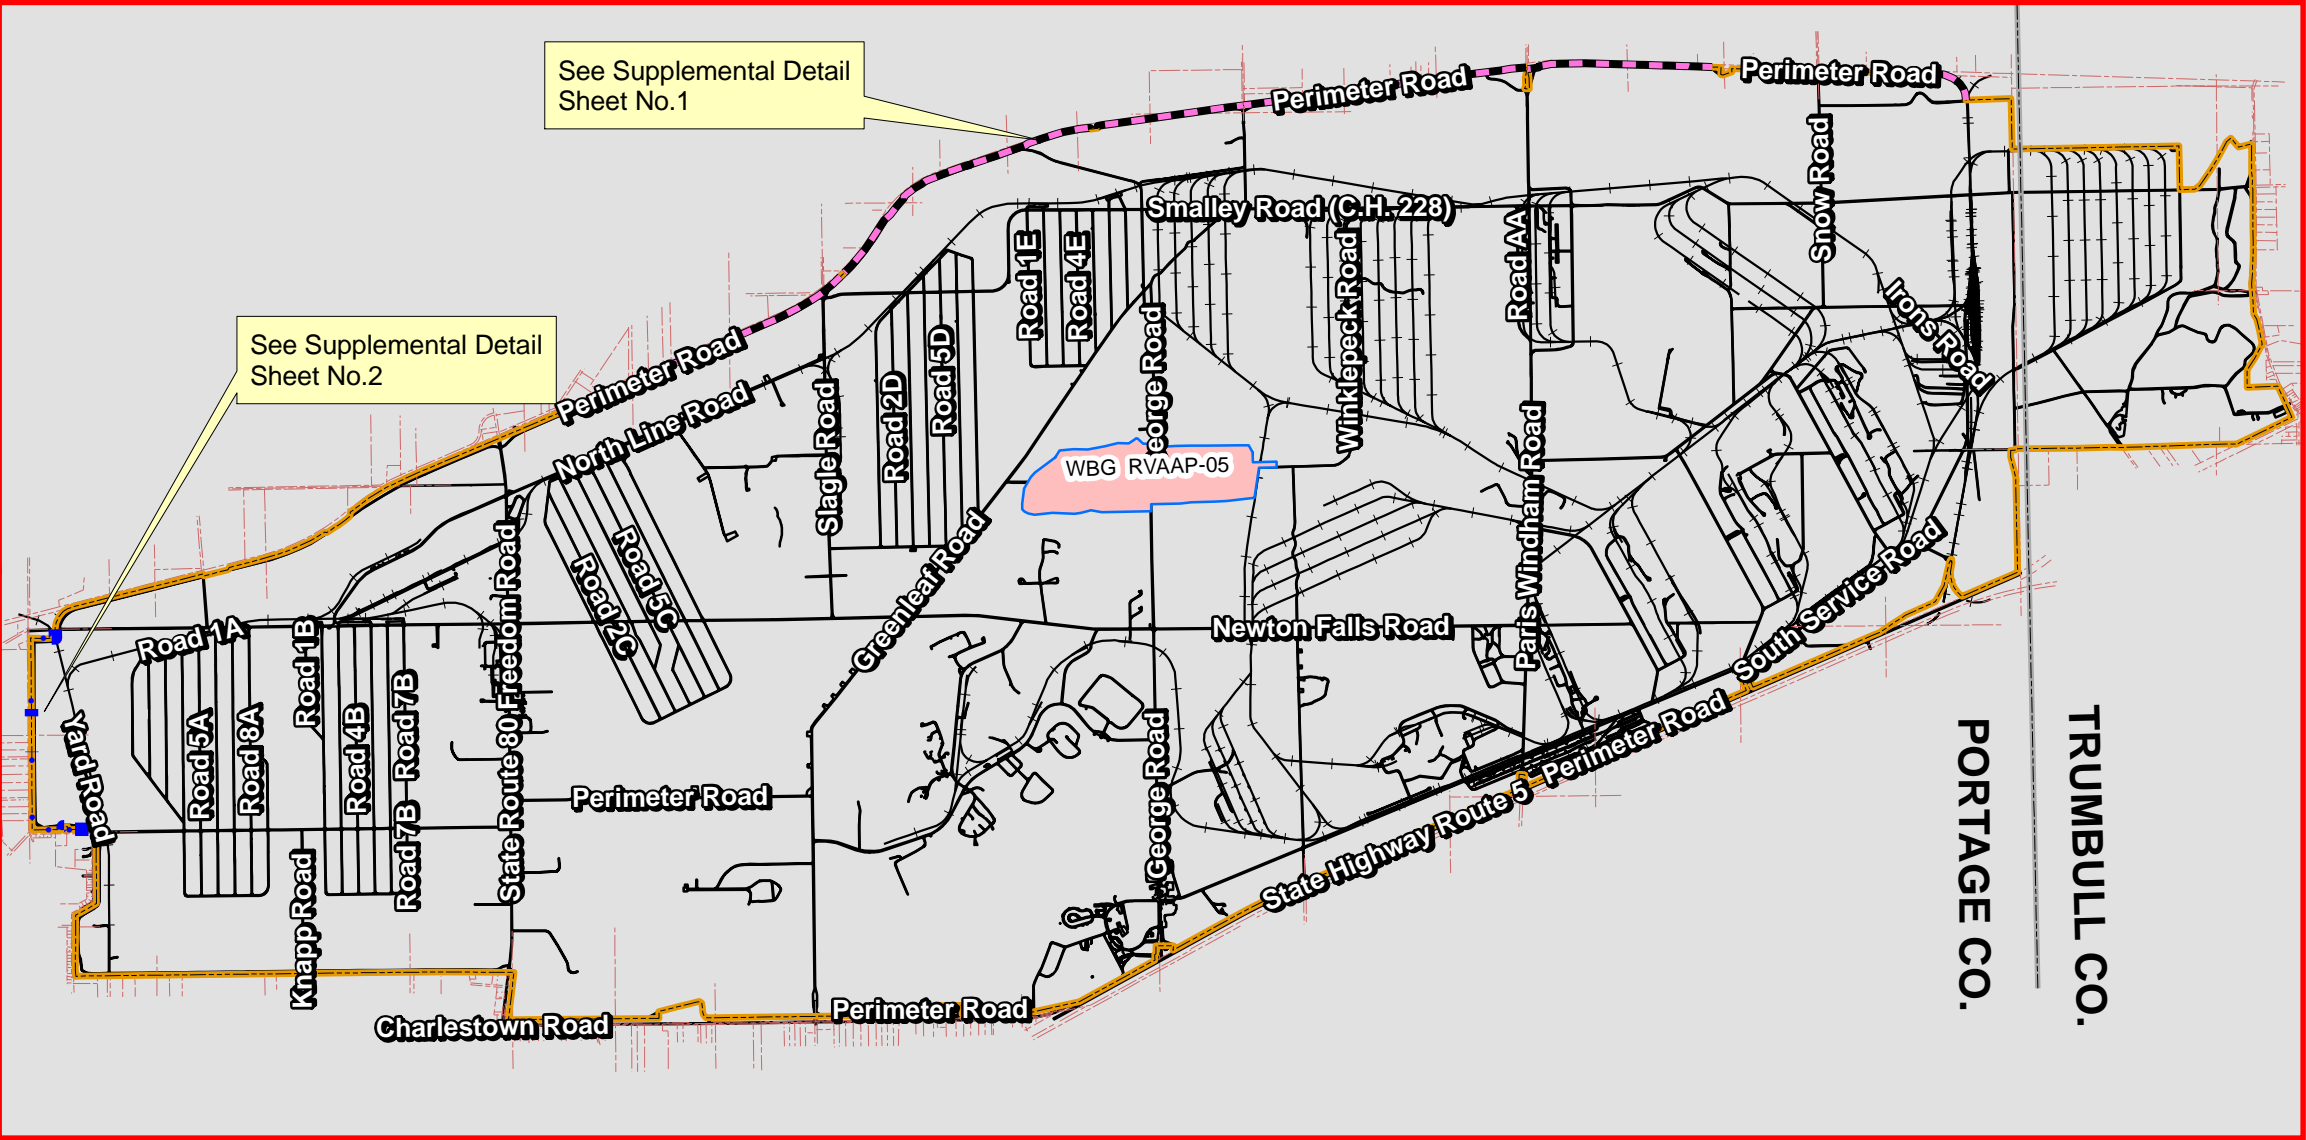 See Supplemental Detail
Sheet No.1
Perimeter Road
Perimeter Road
See Supplemental Detail
Sheet No.2
Perimeter Road
North Line Road
Smalley Road (C.H. 228)
Road 1E
Road 4E
Winklepeck Road
Road AA
Snow Road
Irons Road
Slagle Road
Road 2D
Road 5D
eorge Road
WBG RVAAP-05
Paris Windham Road
Greenleaf Road
Road 2C
Road 5C
State Route 80
Freedom Road
Newton Falls Road
South Service Road
Road 1A
Road 1B
Road 5A
Road 8A
Road 4B
Road 7B
Road 7B
Yard Road
Knapp Road
Perimeter Road
George Road
State Highway Route 5
Perimeter Road
Perimeter Road
Charlestown Road
PORTAGE CO.
TRUMBULL CO.